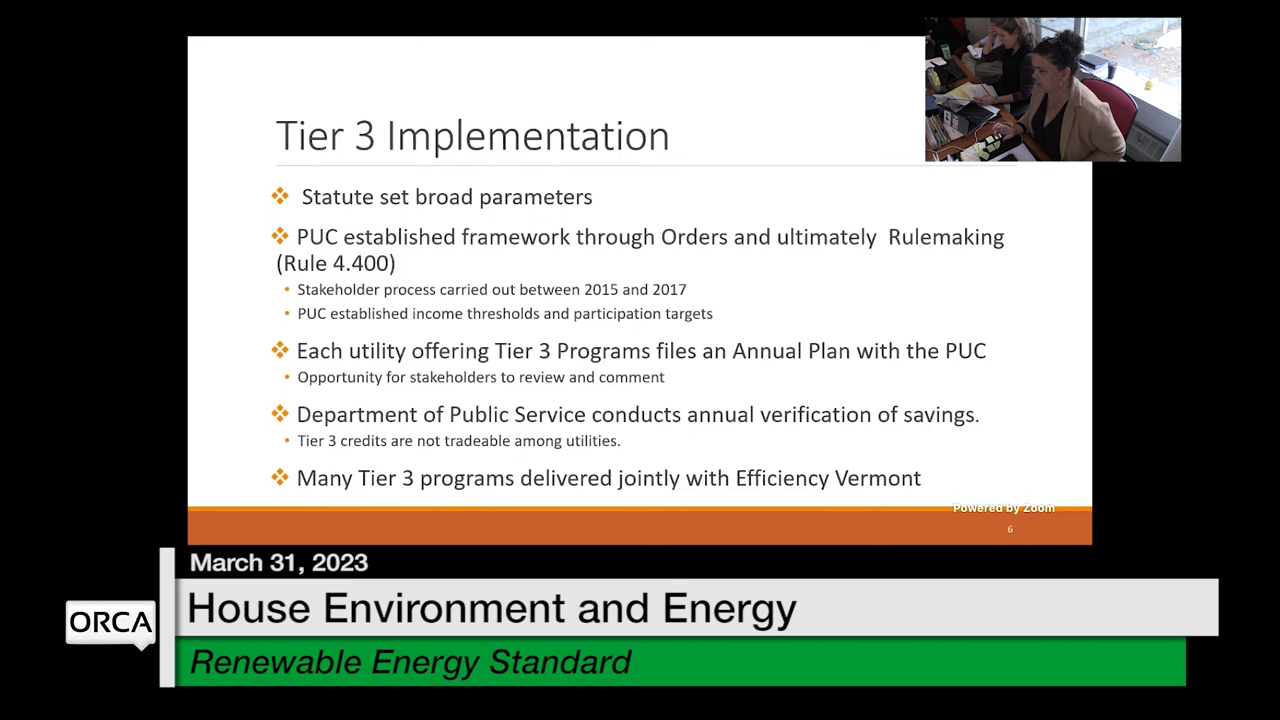 Tier 3 Implementation
Statute set broad parameters
PUC established framework through Orders and ultimately Rulemaking
(Rule 4.400)
Stakeholder process carried out between 2015 and 2017
PUC established income thresholds and participation targets
Each utility offering Tier 3 Programs files an Annual Plan with the PUC
Opportunity for stakeholders to review and comment
Department of Public Service conducts annual verification of savings.
Tier 3 credits are not tradeable among utilities.
Many Tier 3 programs delivered jointly with Efficiency Vermont
Powered by Zoom
6
March 31, 2023
ORCA
House Environment and Energy
Renewable Energy Standard